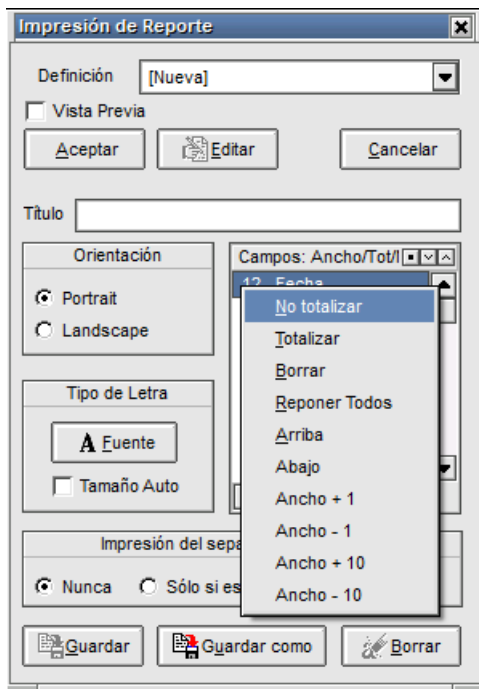 Impresión de Reporte
Definición [Nueva]
Vista Previa
Aceptar Editar Cancelar
Título
Orientación
Portrait
Landscape
Campos: Ancho/Tot/
12 Fecha
No totalizar
Totalizar
Borrar
Reponer Todos
Arriba
Abajo
Ancho + 1
Ancho - 1
Ancho + 10
Ancho - 10
Tipo de Letra
A Fuente
Tamaño Auto
Impresión del
Nunca Sólo si
Guardar Guardar como Borrar